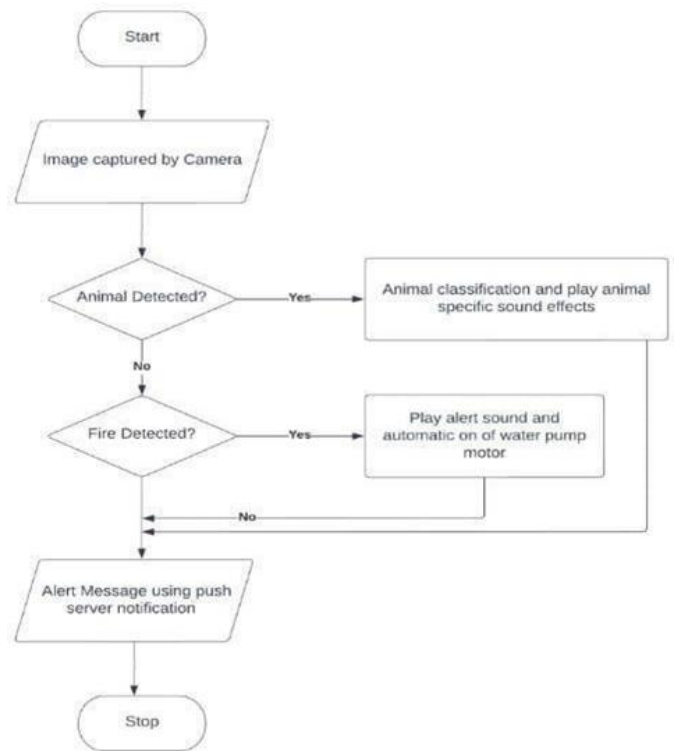 Start
Image captured by Camera
Animal Detected?
Yes
Animal classification and play animal
specific sound effects
No
Fire Detected?
Yes
Play alert sound and
automatic on of water pump
motor
No
Alert Message using push
server notification
Stop